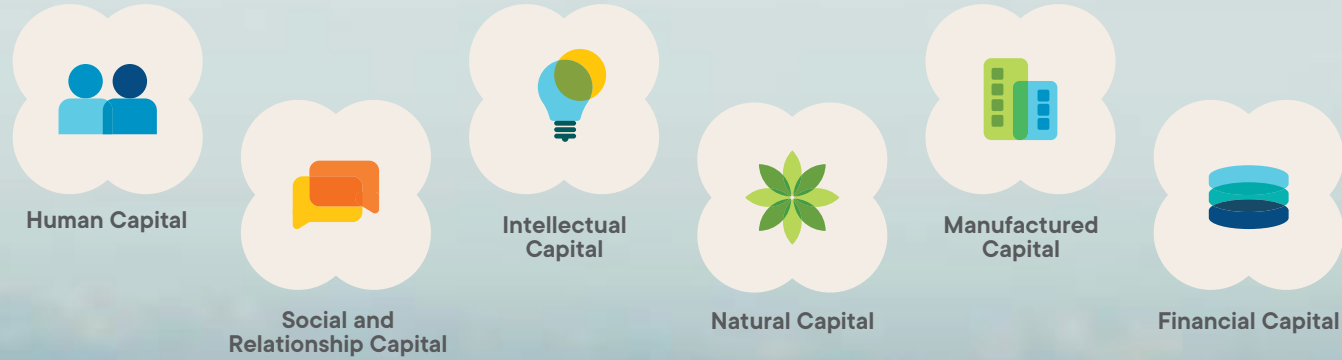 Human Capital
Social and
Relationship Capital
Intellectual
Capital
Natural Capital
Manufactured
Capital
Financial Capital